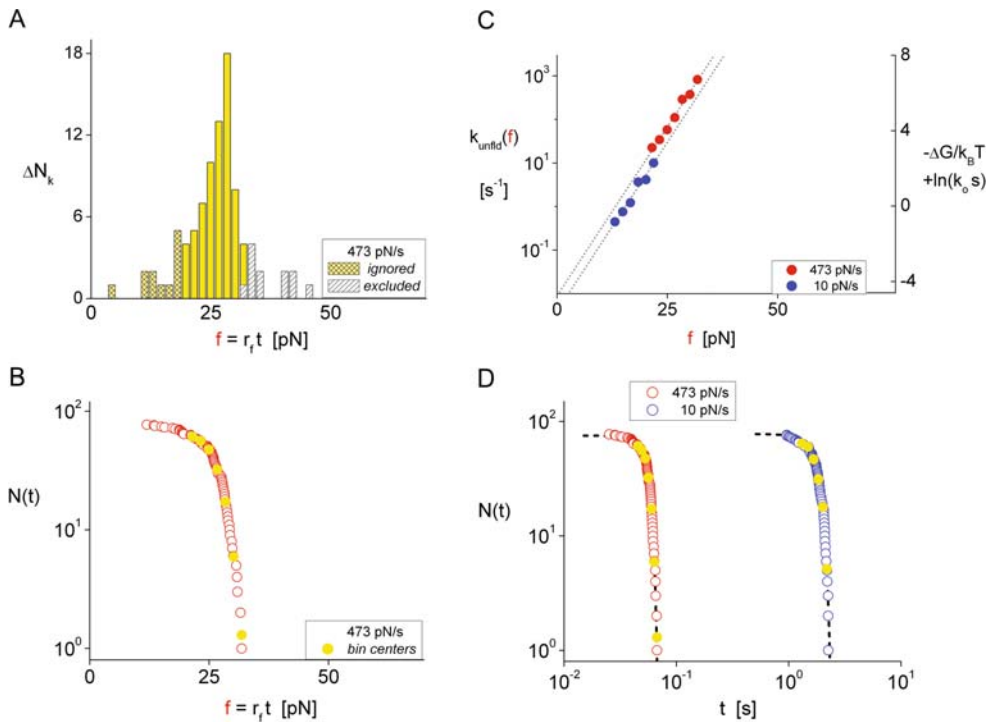 A
18
12
6
0
ΔN_k
473 pN/s
ignored
excluded
0 25 50
f = r_f t [pN]
B
10^2
10^1
10^0
N(t)
473 pN/s
bin centers
0 25 50
f = r_f t [pN]
C
10^3
10^1
10^-1
k_unfld(f)
[s^-1]
8
4
0
-4
-ΔG/k_BT
+ln(k_o s)
473 pN/s
10 pN/s
0 25 50
f [pN]
D
473 pN/s
10 pN/s
10^2
10^1
10^0
N(t)
10^-2 10^-1 10^0 10^1
t [s]